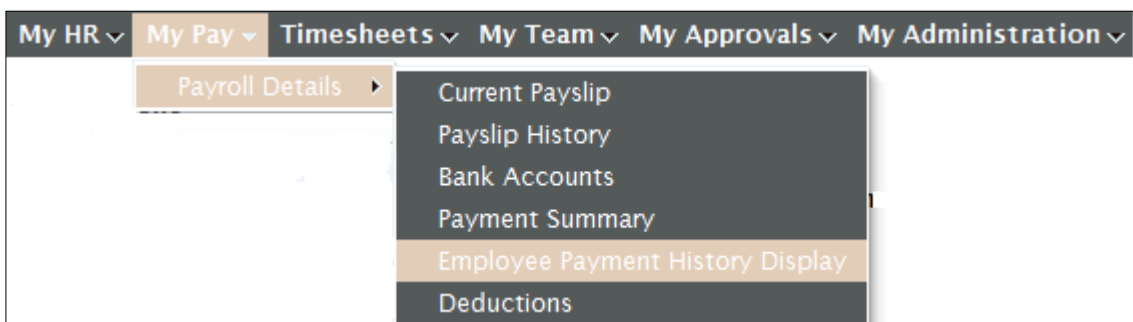 My HR My Pay Timesheets My Team My Approvals My Administration
Payroll Details
Current Payslip
Payslip History
Bank Accounts
Payment Summary
Employee Payment History Display
Deductions